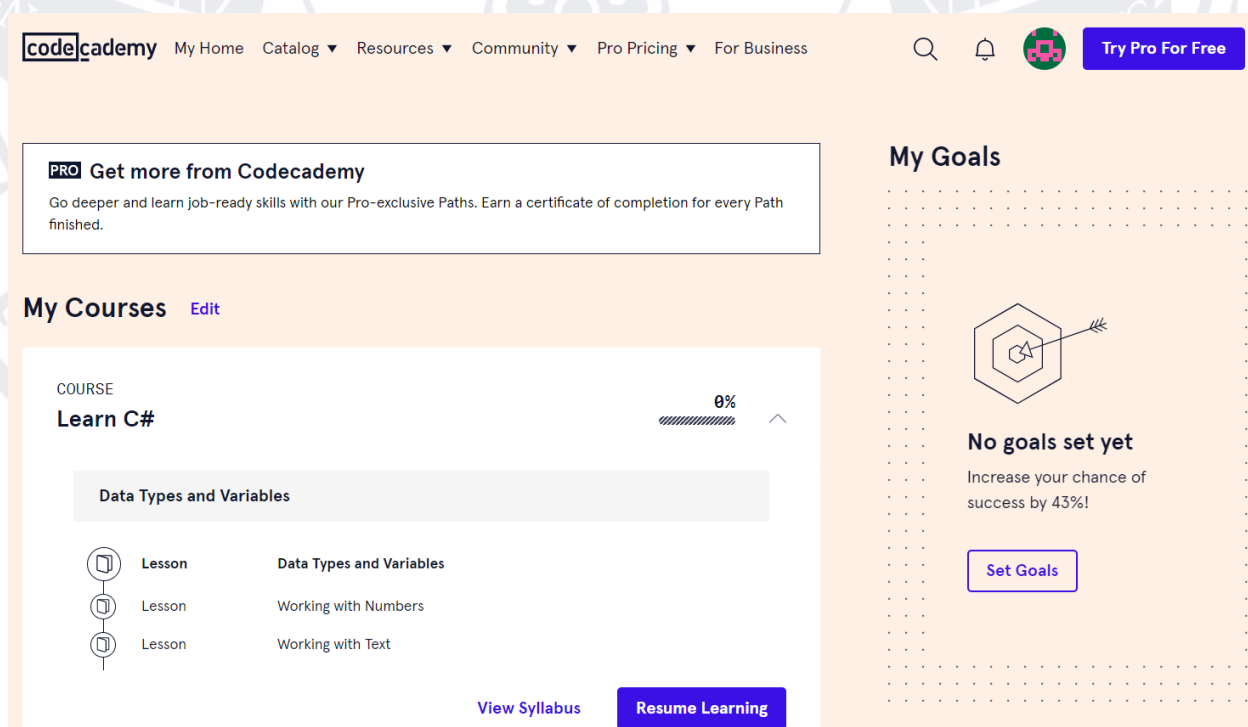 codecademy My Home Catalog ▼ Resources ▼ Community ▼ Pro Pricing ▼ For Business Try Pro For Free
PRO Get more from Codecademy
Go deeper and learn job-ready skills with our Pro-exclusive Paths. Earn a certificate of completion for every Path
finished.
My Courses Edit
COURSE
Learn C#
0%
Data Types and Variables
Lesson Data Types and Variables
Lesson Working with Numbers
Lesson Working with Text
View Syllabus Resume Learning
My Goals
No goals set yet
Increase your chance of
success by 43%!
Set Goals